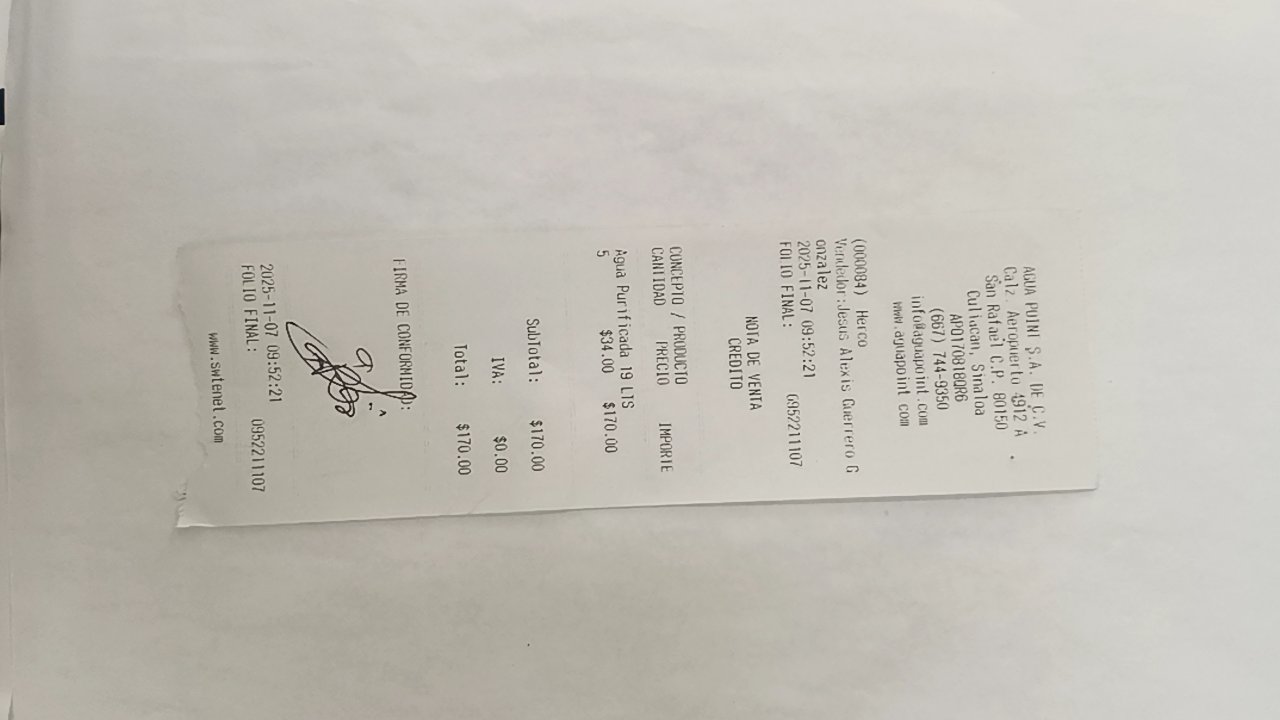 AGUA POINT S.A. DE C.V.
Calz. Aeropuerto 4912 A
San Rafael C.P. 80150
Culiacan, Sinaloa
APO170818QR6
(667) 744-9350
info@aguapoint.com
www.aguapoint com
(000084) Herco
Vendedor:Jesus Alexis Guerrero G
onzalez
2025-11-07 09:52:21
FOLIO FINAL: 0952211107
NOTA DE VENTA
CREDITO
CONCEPTO / PRODUCTO
CANTIDAD PRECIO IMPORTE
Agua Purificada 19 LTS
5 $34.00 $170.00
SubTotal: $170.00
IVA: $0.00
Total: $170.00
FIRMA DE CONFORMIDAD:
2025-11-07 09:52:21
FOLIO FINAL: 0952211107
www.swtenet.com